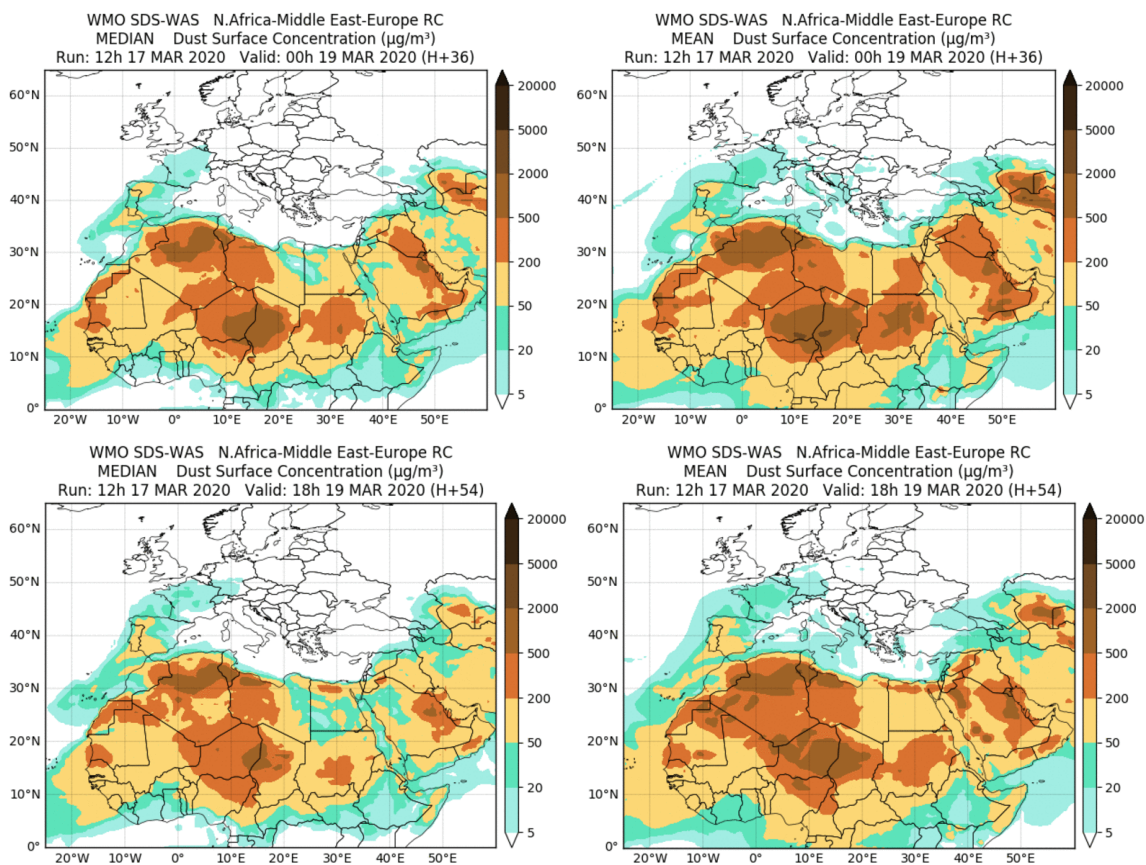 WMO SDS-WAS   N.Africa-Middle East-Europe RC
MEDIAN    Dust Surface Concentration (µg/m³)
Run: 12h 17 MAR 2020   Valid: 00h 19 MAR 2020 (H+36)
60°N
50°N
40°N
30°N
20°N
10°N
0°
20°W
10°W
0°
10°E
20°E
30°E
40°E
50°E
20000
5000
2000
500
200
50
20
5
WMO SDS-WAS   N.Africa-Middle East-Europe RC
MEAN    Dust Surface Concentration (µg/m³)
Run: 12h 17 MAR 2020   Valid: 00h 19 MAR 2020 (H+36)
60°N
50°N
40°N
30°N
20°N
10°N
0°
20°W
10°W
0°
10°E
20°E
30°E
40°E
50°E
20000
5000
2000
500
200
50
20
5
WMO SDS-WAS   N.Africa-Middle East-Europe RC
MEDIAN    Dust Surface Concentration (µg/m³)
Run: 12h 17 MAR 2020   Valid: 18h 19 MAR 2020 (H+54)
60°N
50°N
40°N
30°N
20°N
10°N
0°
20°W
10°W
0°
10°E
20°E
30°E
40°E
50°E
20000
5000
2000
500
200
50
20
5
WMO SDS-WAS   N.Africa-Middle East-Europe RC
MEAN    Dust Surface Concentration (µg/m³)
Run: 12h 17 MAR 2020   Valid: 18h 19 MAR 2020 (H+54)
60°N
50°N
40°N
30°N
20°N
10°N
0°
20°W
10°W
0°
10°E
20°E
30°E
40°E
50°E
20000
5000
2000
500
200
50
20
5